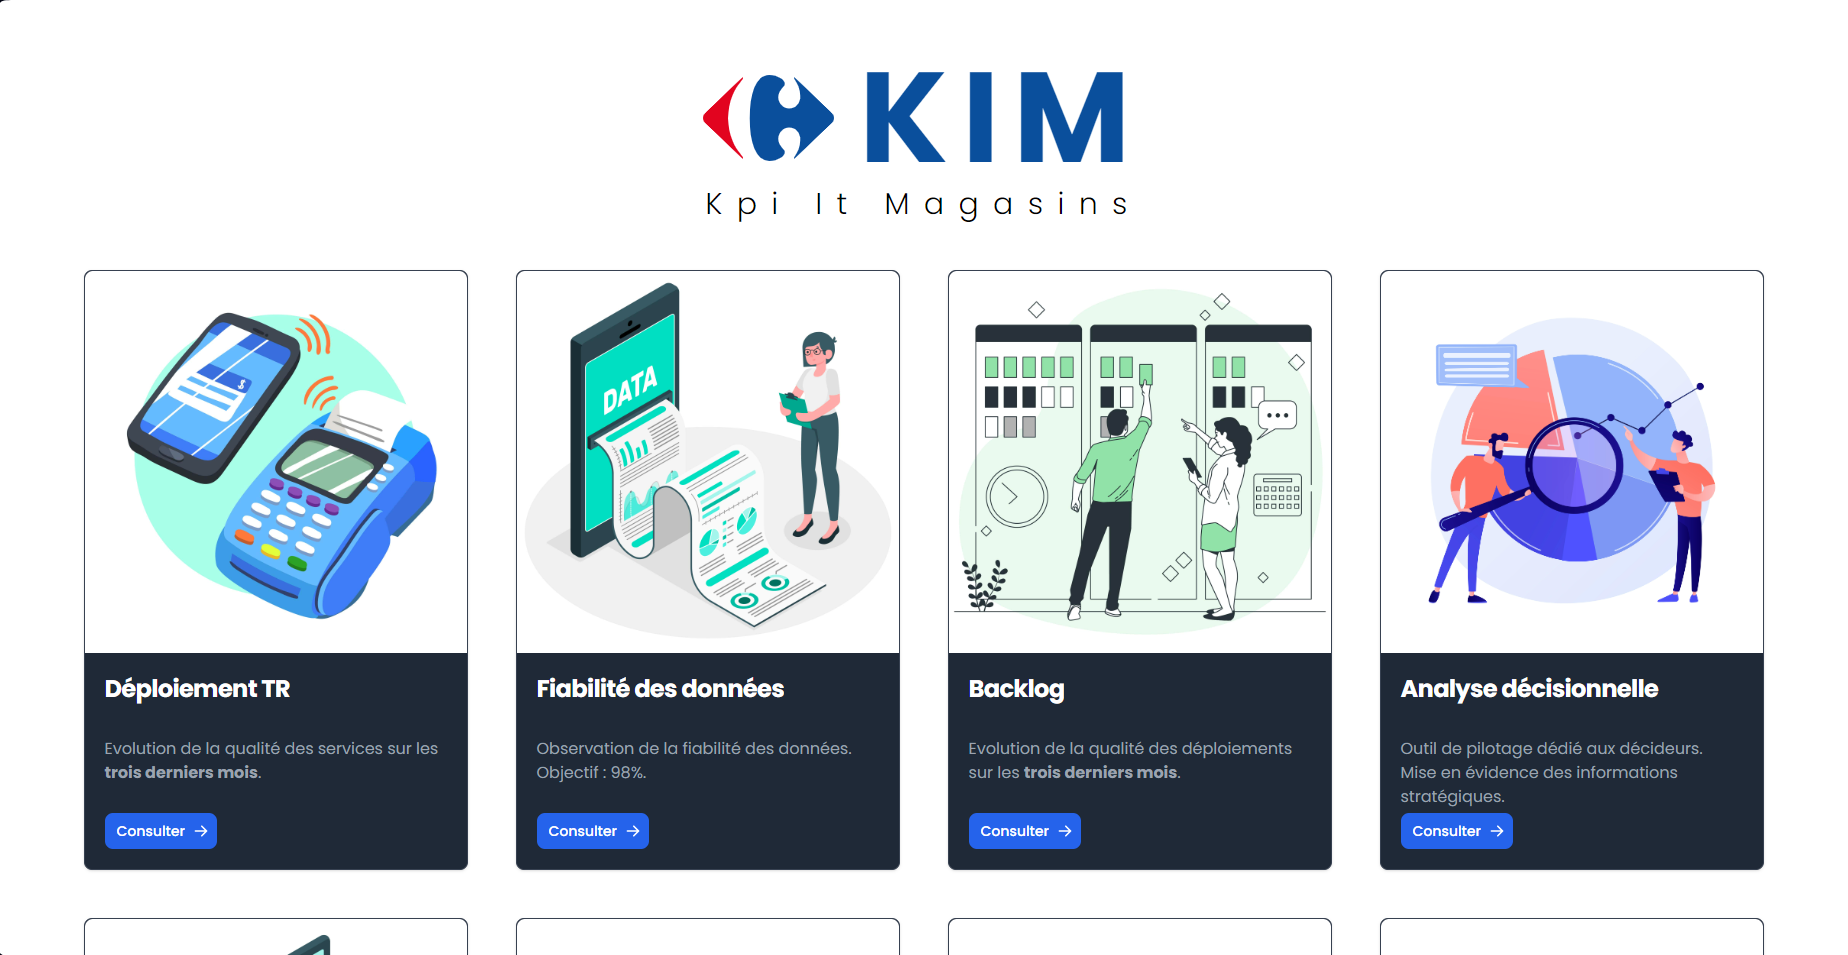 KIM
Kpi It Magasins
DATA
Déploiement TR
Evolution de la qualité des services sur les
trois derniers mois.
Consulter
Fiabilité des données
Observation de la fiabilité des données.
Objectif : 98%.
Consulter
Backlog
Evolution de la qualité des déploiements
sur les trois derniers mois.
Consulter
Analyse décisionnelle
Outil de pilotage dédié aux décideurs.
Mise en évidence des informations
stratégiques.
Consulter